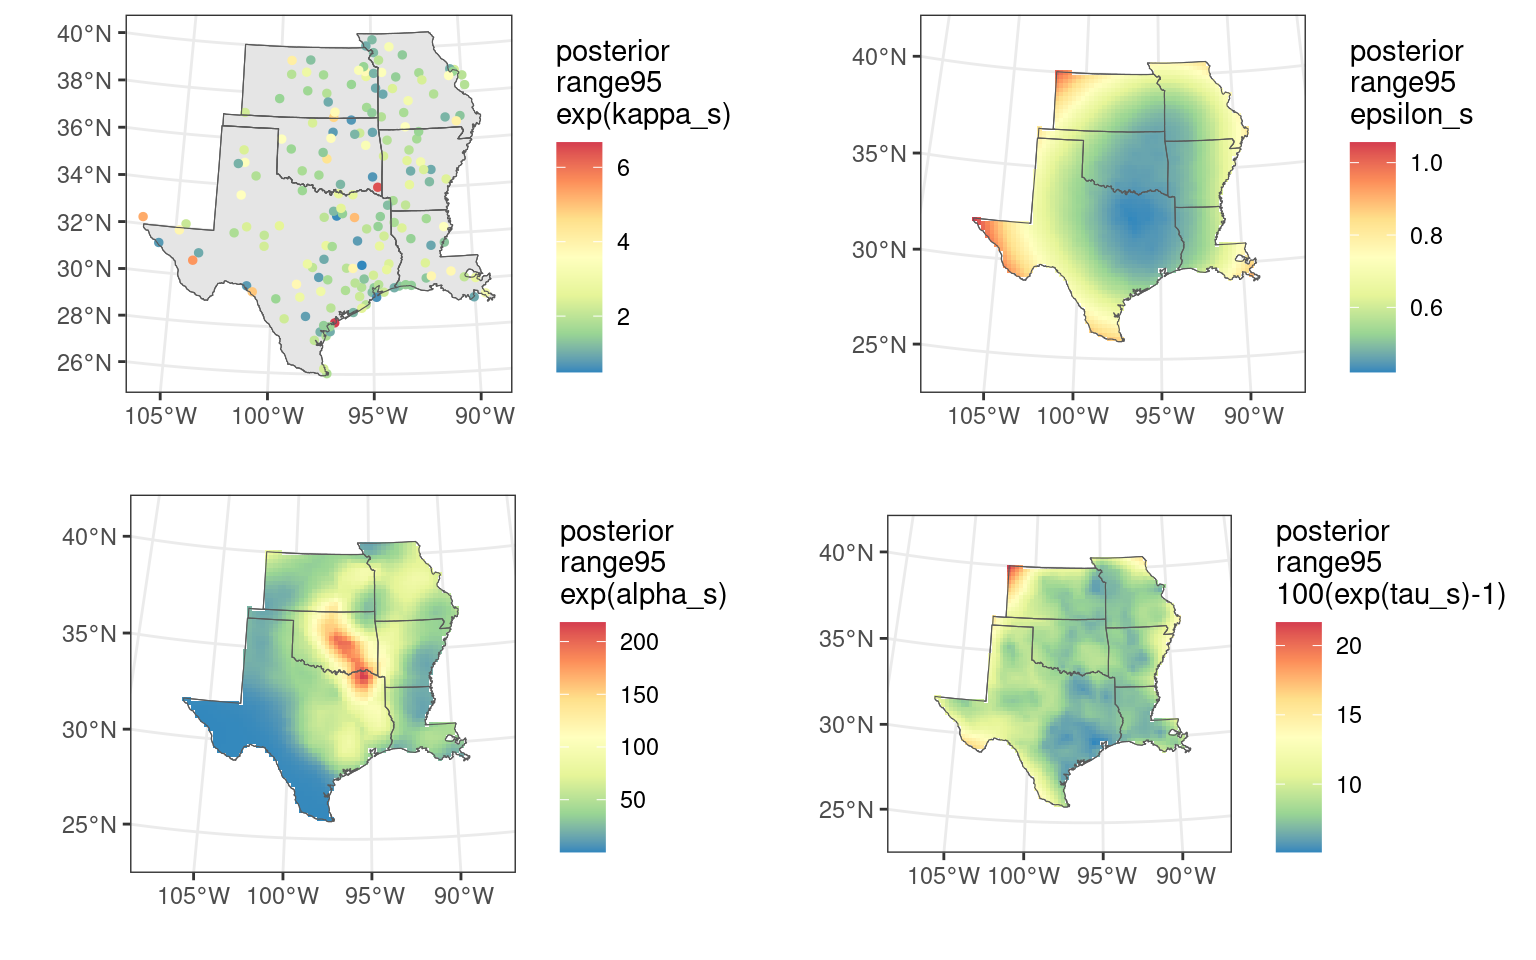 posterior
range95
exp(kappa_s)
6
4
2
40°N
38°N
36°N
34°N
32°N
30°N
28°N
26°N
105°W 100°W 95°W 90°W
posterior
range95
epsilon_s
1.0
0.8
0.6
40°N
35°N
30°N
25°N
105°W 100°W 95°W 90°W
posterior
range95
exp(alpha_s)
200
150
100
50
40°N
35°N
30°N
25°N
105°W 100°W 95°W 90°W
posterior
range95
100(exp(tau_s)-1)
20
15
10
40°N
35°N
30°N
25°N
105°W 100°W 95°W 90°W